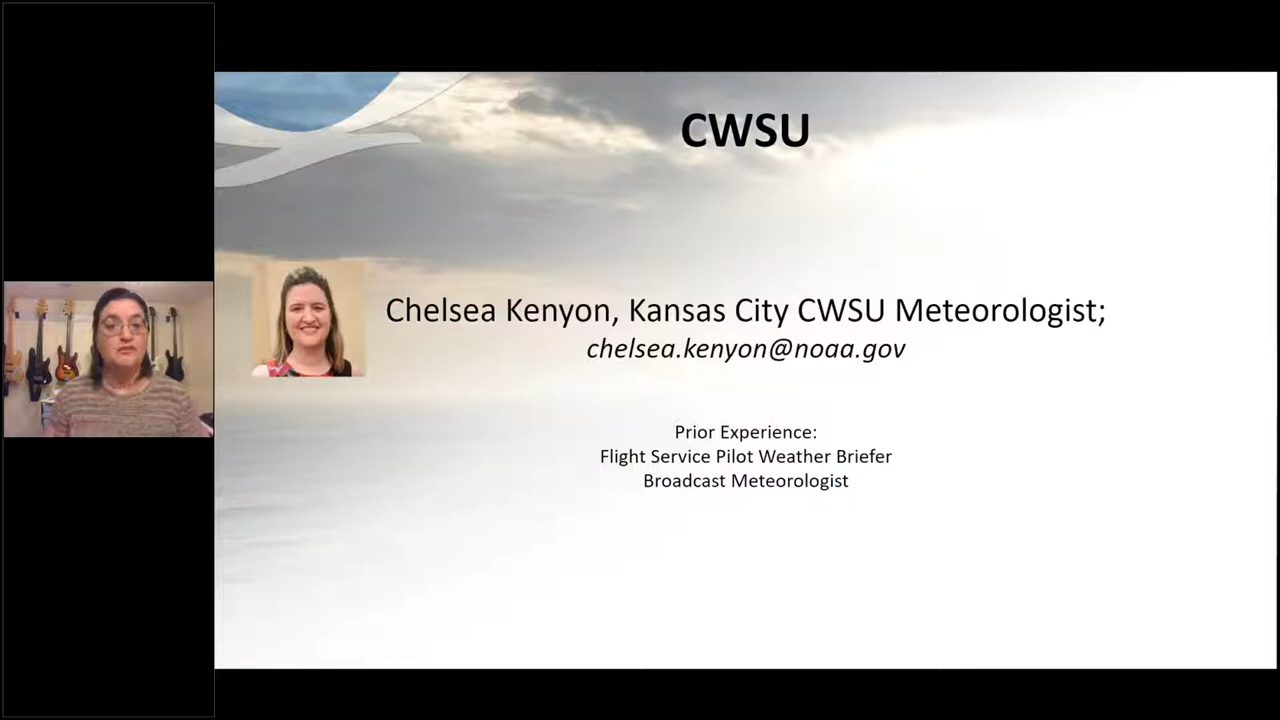 CWSU
Chelsea Kenyon, Kansas City CWSU Meteorologist;
chelsea.kenyon@noaa.gov
Prior Experience:
Flight Service Pilot Weather Briefer
Broadcast Meteorologist